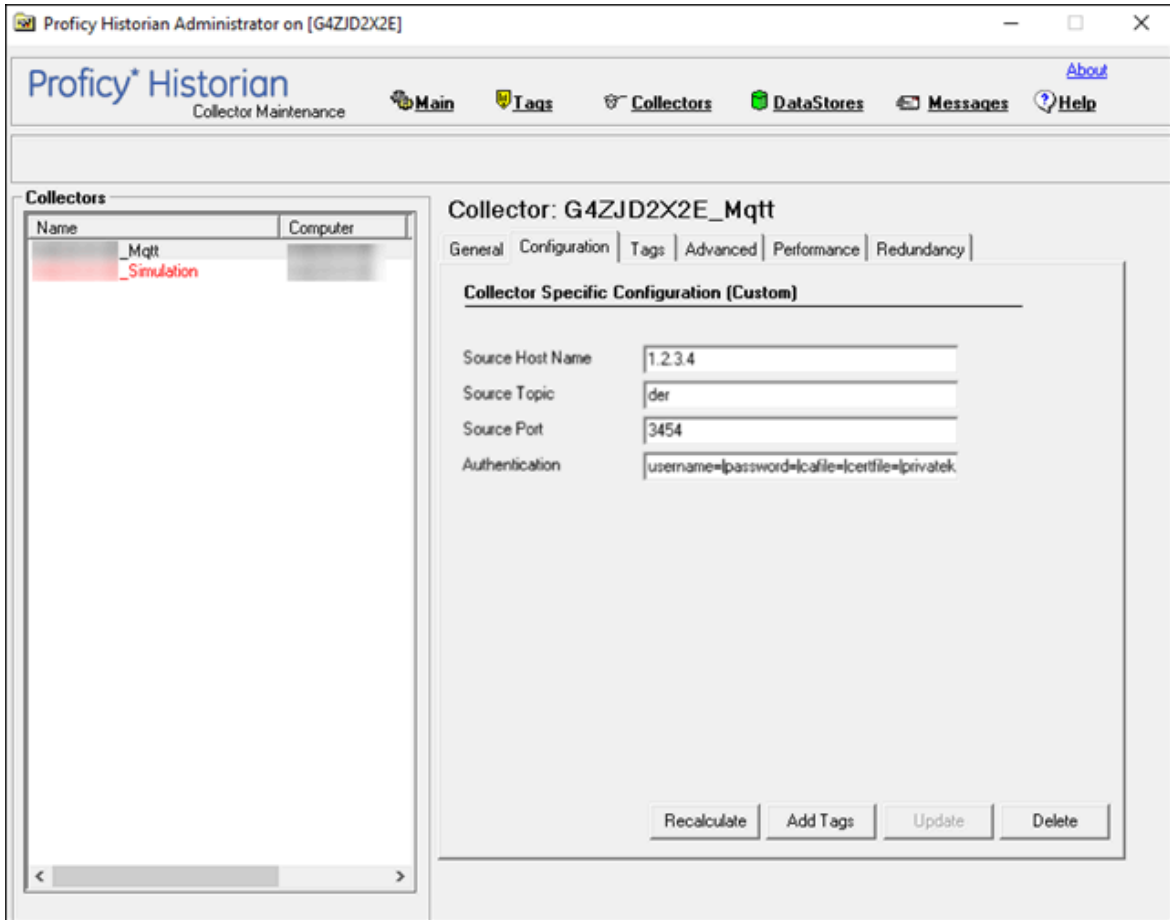 Proficy Historian Administrator on [G4ZJD2X2E]
Proficy* Historian
Collector Maintenance
Main Tags Collectors DataStores Messages Help
About
Collectors
Name Computer
_Mqtt
_Simulation
Collector: G4ZJD2X2E_Mqtt
General Configuration Tags Advanced Performance Redundancy
Collector Specific Configuration (Custom)
Source Host Name 1.2.3.4
Source Topic der
Source Port 3454
Authentication username=|password=|cafile=|certfile=|privatek
Recalculate Add Tags Update Delete